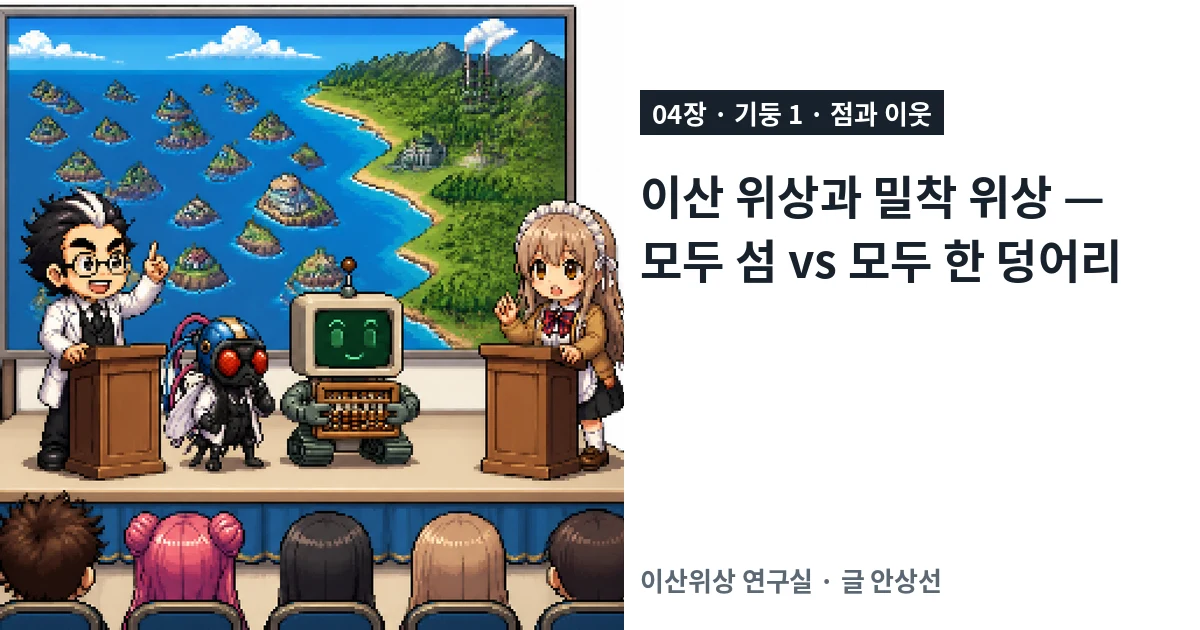 04장 · 기둥 1 · 점과 이웃
이산 위상과 밀착 위상 —
모두 섬 vs 모두 한 덩어리
이산위상 연구실 · 글 안상선